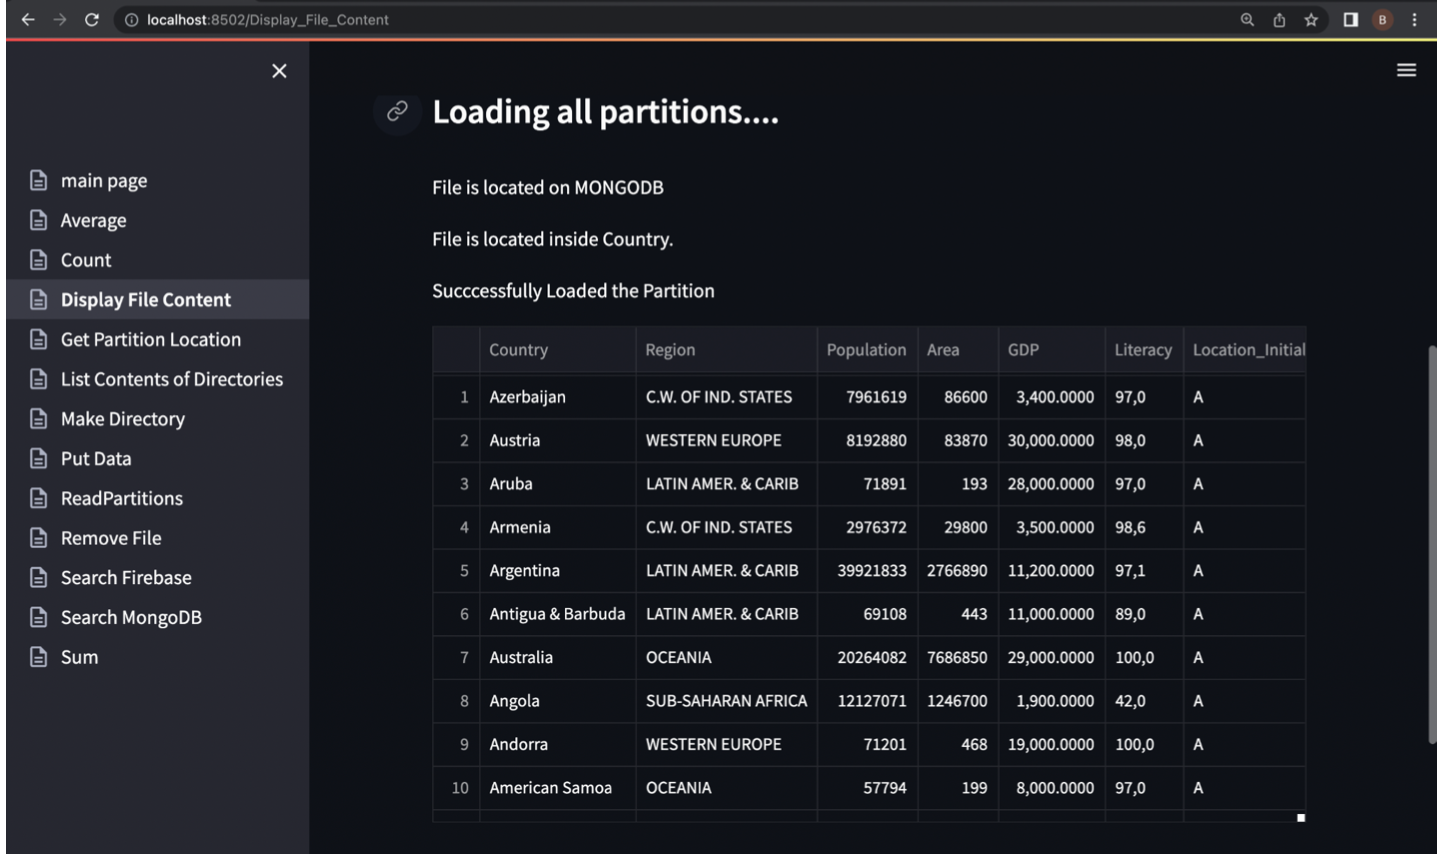 localhost:8502/Display_File_Content
B
main page
Average
Count
Display File Content
Get Partition Location
List Contents of Directories
Make Directory
Put Data
ReadPartitions
Remove File
Search Firebase
Search MongoDB
Sum
Loading all partitions....
File is located on MONGODB
File is located inside Country.
Succcessfully Loaded the Partition
Country Region Population Area GDP Literacy Location_Initial
1 Azerbaijan C.W. OF IND. STATES 7961619 86600 3,400.0000 97,0 A
2 Austria WESTERN EUROPE 8192880 83870 30,000.0000 98,0 A
3 Aruba LATIN AMER. & CARIB 71891 193 28,000.0000 97,0 A
4 Armenia C.W. OF IND. STATES 2976372 29800 3,500.0000 98,6 A
5 Argentina LATIN AMER. & CARIB 39921833 2766890 11,200.0000 97,1 A
6 Antigua & Barbuda LATIN AMER. & CARIB 69108 443 11,000.0000 89,0 A
7 Australia OCEANIA 20264082 7686850 29,000.0000 100,0 A
8 Angola SUB-SAHARAN AFRICA 12127071 1246700 1,900.0000 42,0 A
9 Andorra WESTERN EUROPE 71201 468 19,000.0000 100,0 A
10 American Samoa OCEANIA 57794 199 8,000.0000 97,0 A